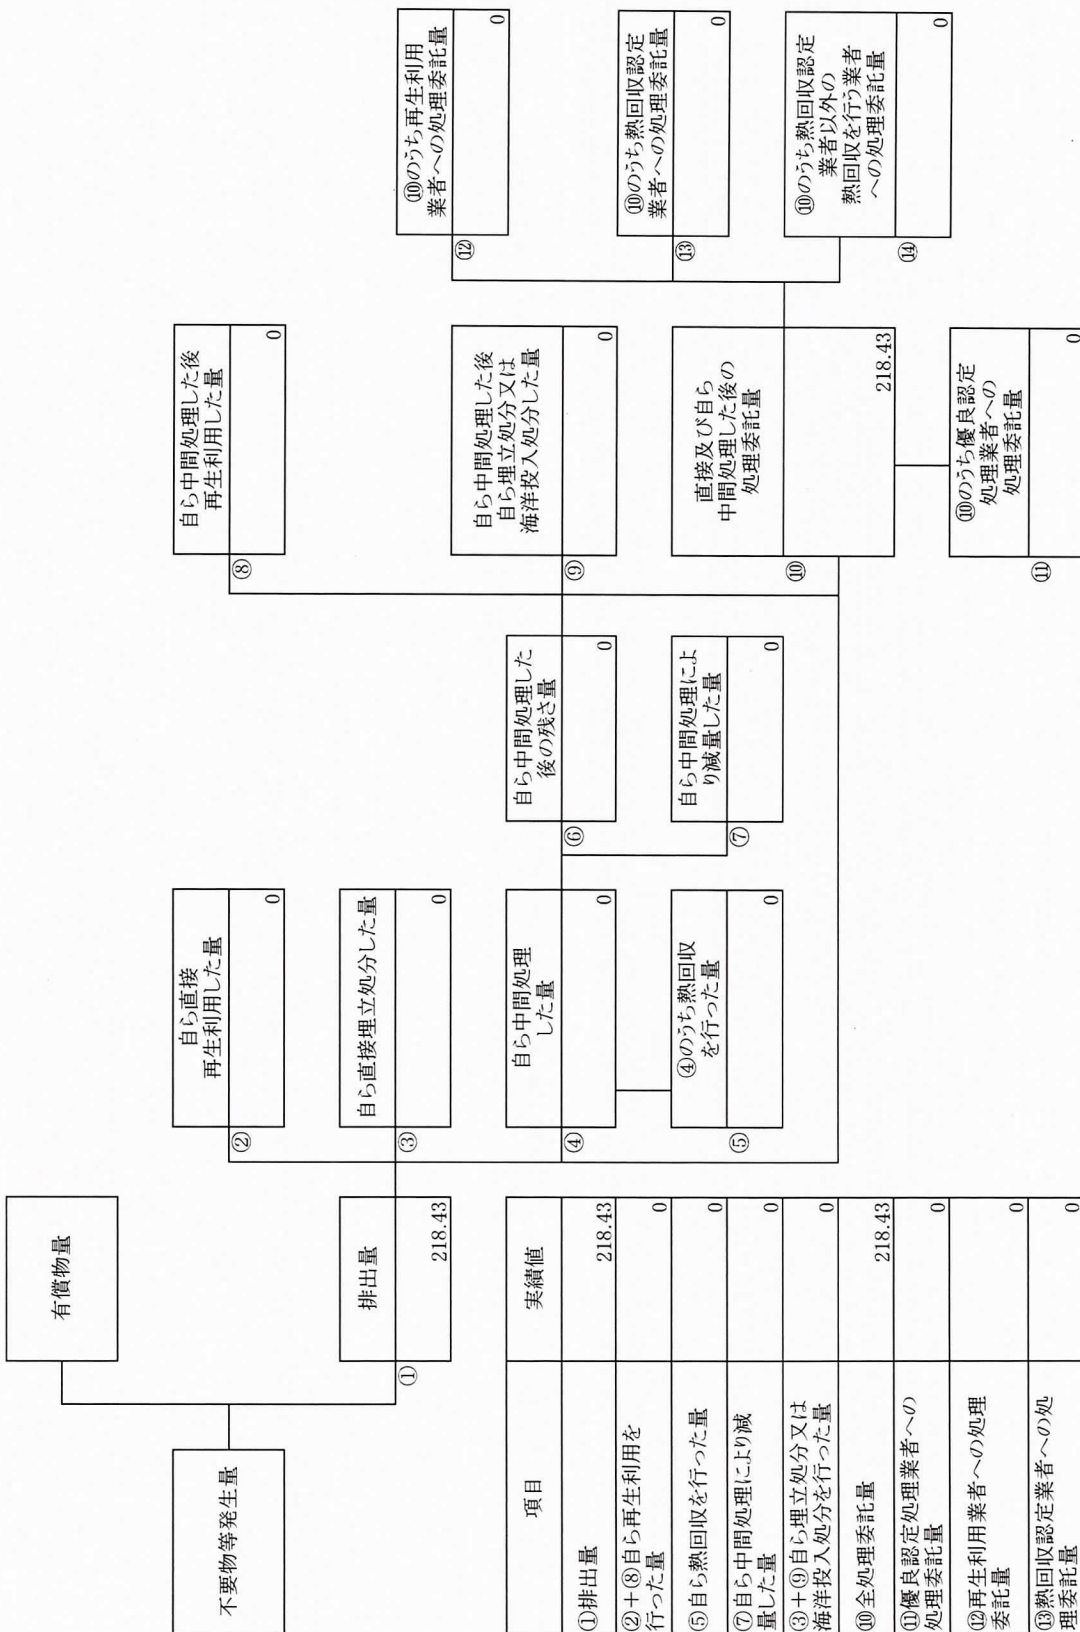 不要物等発生量
有償物量
①
排出量
218.43
②
自ら直接
再生利用した量
0
③
自ら直接埋立処分した量
0
④
自ら中間処理
した量
0
⑤
④のうち熱回収
を行った量
0
⑥
自ら中間処理した
後の残さ量
0
⑦
自ら中間処理によ
り減量した量
0
⑧
自ら中間処理した後
再生利用した量
0
⑨
自ら中間処理した後
自ら埋立処分又は
海洋投入処分した量
0
⑩
直接及び自ら
中間処理した後の
処理委託量
218.43
⑪
⑩のうち優良認定
処理業者への
処理委託量
0
⑫
⑩のうち再生利用
業者への処理委託量
0
⑬
⑩のうち熱回収認定
業者への処理委託量
0
⑭
⑩のうち熱回収認定
業者以外の
熱回収を行う業者
への処理委託量
0
項目
実績値
①排出量
218.43
②+⑧自ら再生利用を
行った量
0
⑤自ら熱回収を行った量
0
⑦自ら中間処理により減
量した量
0
③+⑨自ら埋立処分又は
海洋投入処分を行った量
0
⑩全処理委託量
218.43
⑪優良認定処理業者への
処理委託量
0
⑫再生利用業者への処理
委託量
0
⑬熱回収認定業者への処
理委託量
0